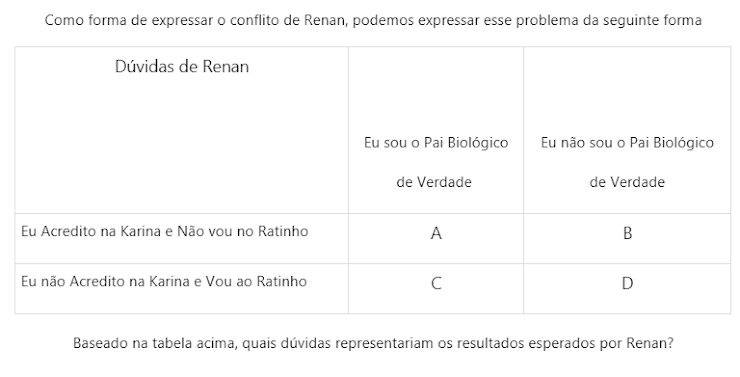 Como forma de expressar o conflito de Renan, podemos expressar esse problema da seguinte forma
Dúvidas de Renan
Eu sou o Pai Biológico
de Verdade
Eu não sou o Pai Biológico
de Verdade
Eu Acredito na Karina e Não vou no Ratinho
A
B
Eu não Acredito na Karina e Vou ao Ratinho
C
D
Baseado na tabela acima, quais dúvidas representariam os resultados esperados por Renan?